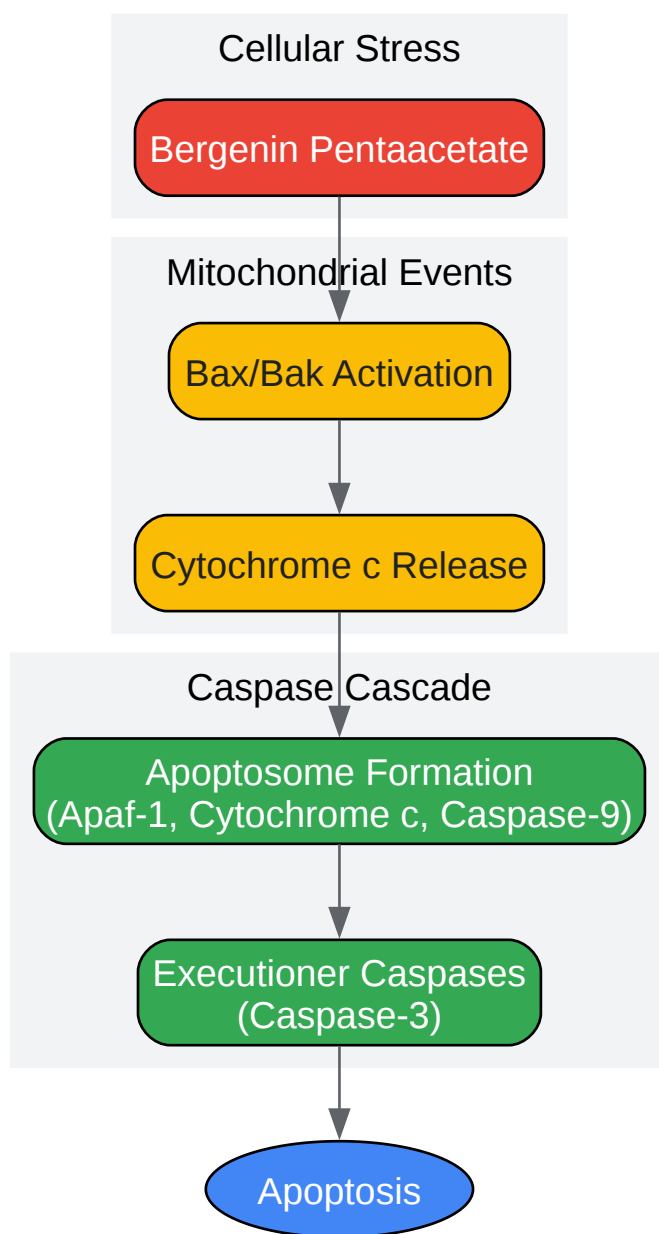 Cellular Stress
Bergenin Pentaacetate
Mitochondrial Events
Bax/Bak Activation
Cytochrome c Release
Caspase Cascade
Apoptosome Formation
(Apaf-1, Cytochrome c, Caspase-9)
Executioner Caspases
(Caspase-3)
Apoptosis